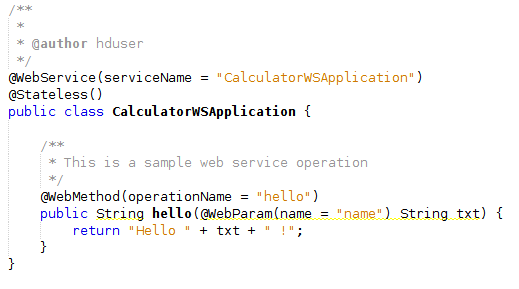 /**
 *
 * @author hduser
 */
@WebService(serviceName = "CalculatorWSApplication")
@Stateless()
public class CalculatorWSApplication {
    /**
     * This is a sample web service operation
     */
    @WebMethod(operationName = "hello")
    public String hello(@WebParam(name = "name") String txt) {
        return "Hello " + txt + " !";
    }
}